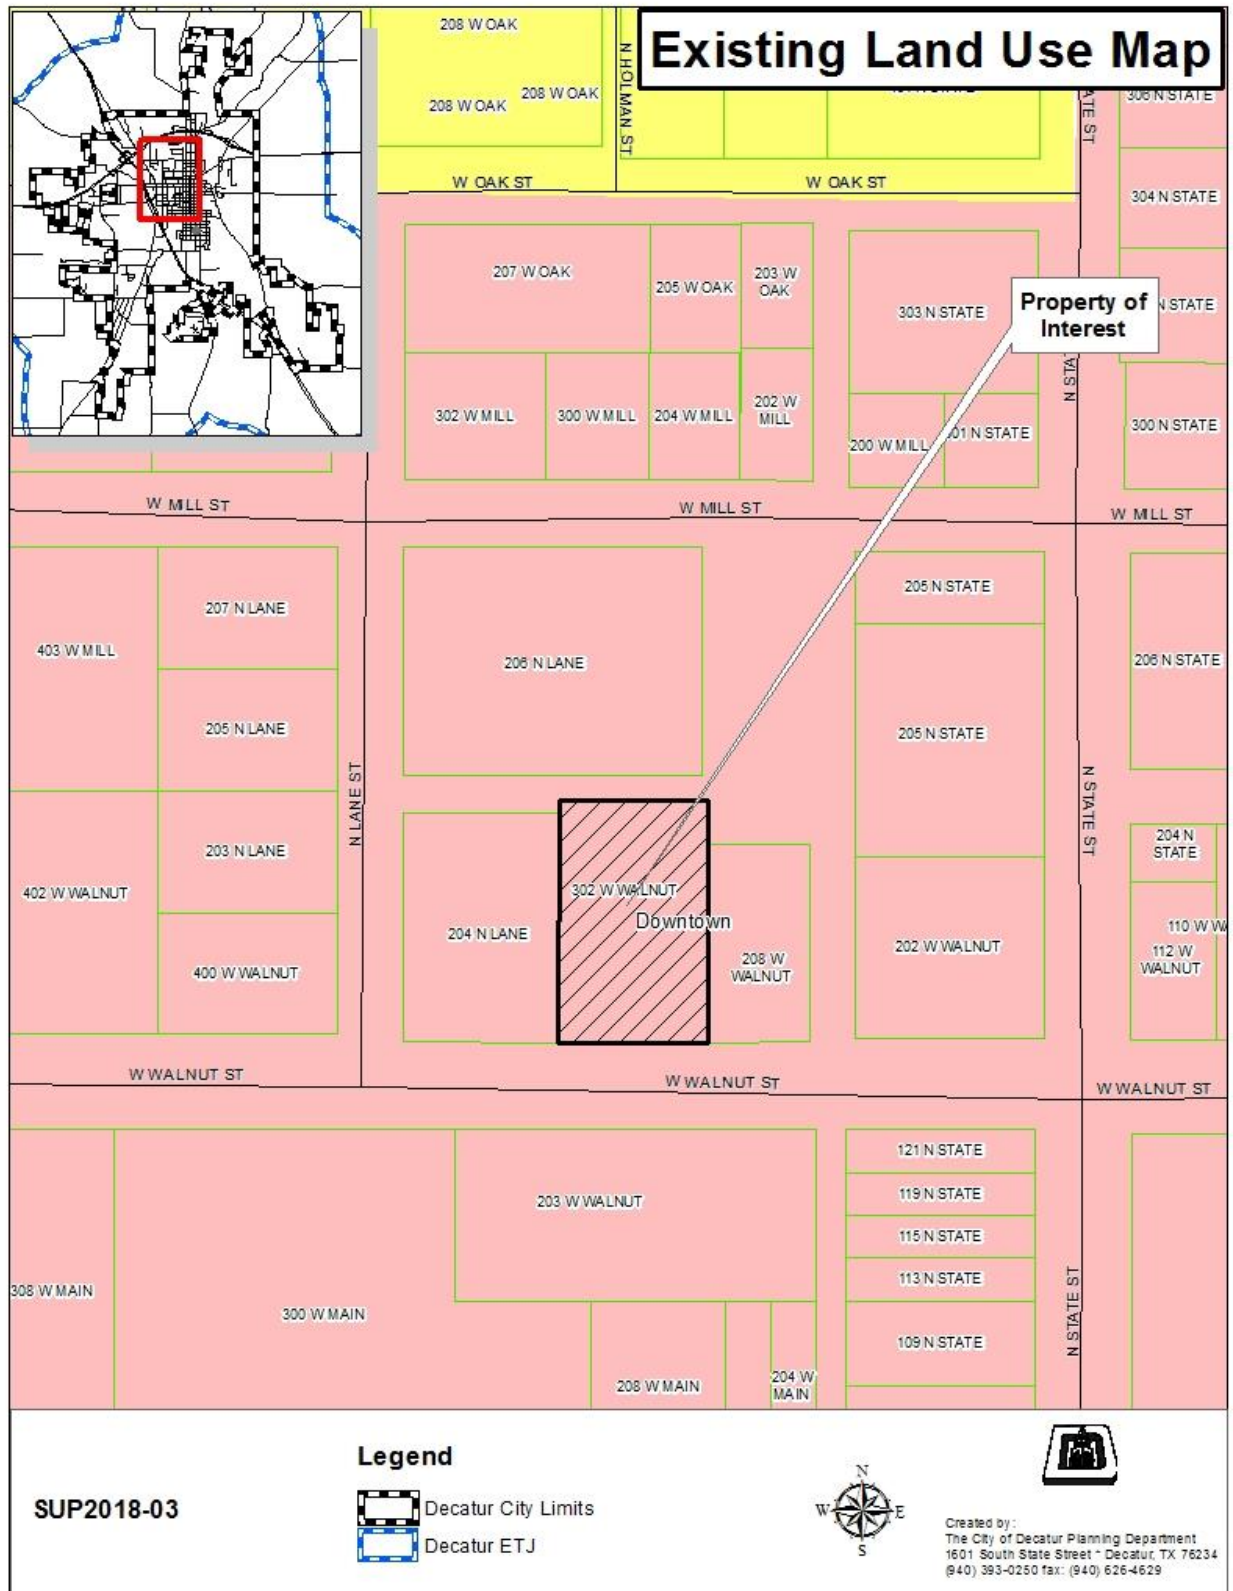 Existing Land Use Map
208 W OAK
208 W OAK
208 W OAK
N HOLMAN ST
306 N STATE
W OAK ST
W OAK ST
304 N STATE
207 W OAK
205 W OAK
203 W
OAK
303 N STATE
Property of
Interest
N STATE
302 W MILL
300 W MILL
204 W MILL
202 W
MILL
200 W MILL
01 N STATE
300 N STATE
W MILL ST
W MILL ST
W MILL ST
207 N LANE
205 N STATE
403 W MILL
206 N LANE
206 N STATE
205 N LANE
205 N STATE
N LANE ST
N STATE ST
203 N LANE
204 N
STATE
402 W WALNUT
302 W WALNUT
Downtown
204 N LANE
208 W
WALNUT
202 W WALNUT
110 W WA
112 W
WALNUT
400 W WALNUT
W WALNUT ST
W WALNUT ST
W WALNUT ST
121 N STATE
203 W WALNUT
119 N STATE
115 N STATE
113 N STATE
308 W MAIN
300 W MAIN
109 N STATE
N STATE ST
208 W MAIN
204 W
MAIN
Legend
SUP2018-03
Decatur City Limits
Decatur ETJ
N
W
E
S
Created by:
The City of Decatur Planning Department
1601 South State Street * Decatur, TX 76234
(940) 393-0250 fax: (940) 626-4629